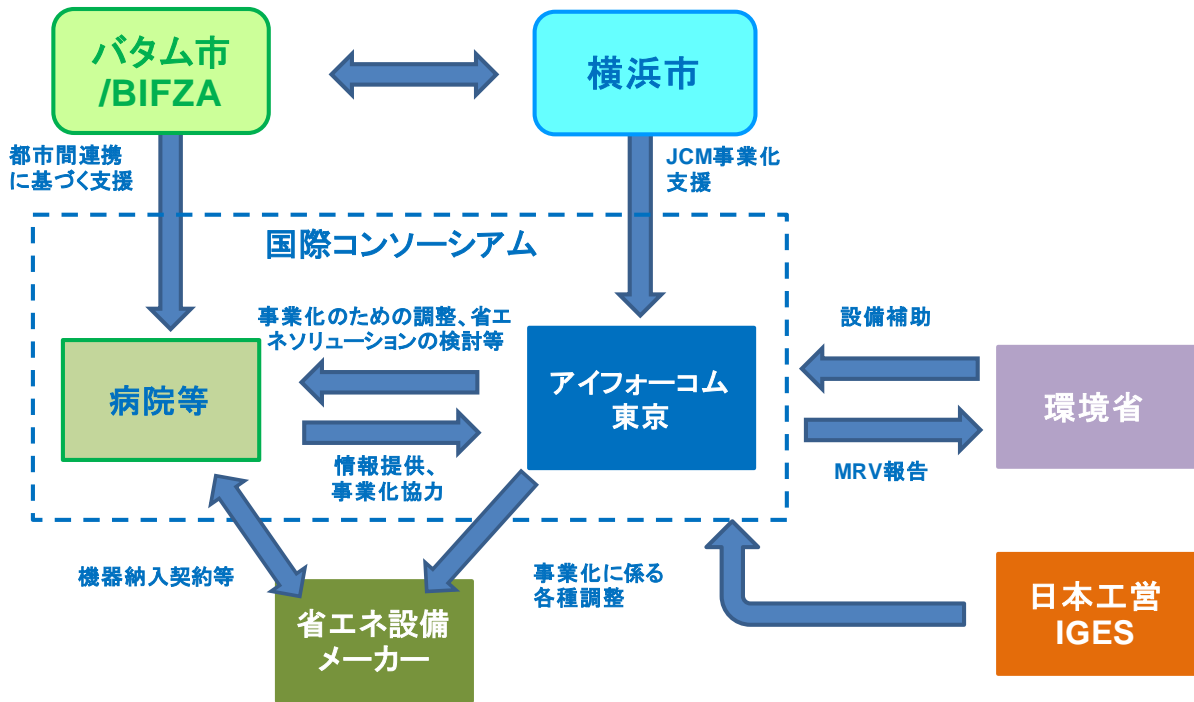 バタム市
/BIFZA
横浜市
都市間連携
に基づく支援
JCM事業化
支援
国際コンソーシアム
事業化のための調整、省エ
ネソリューションの検討等
設備補助
病院等
アイフォーコム
東京
環境省
情報提供、
事業化協力
MRV報告
機器納入契約等
事業化に係る
各種調整
省エネ設備
メーカー
日本工営
IGES